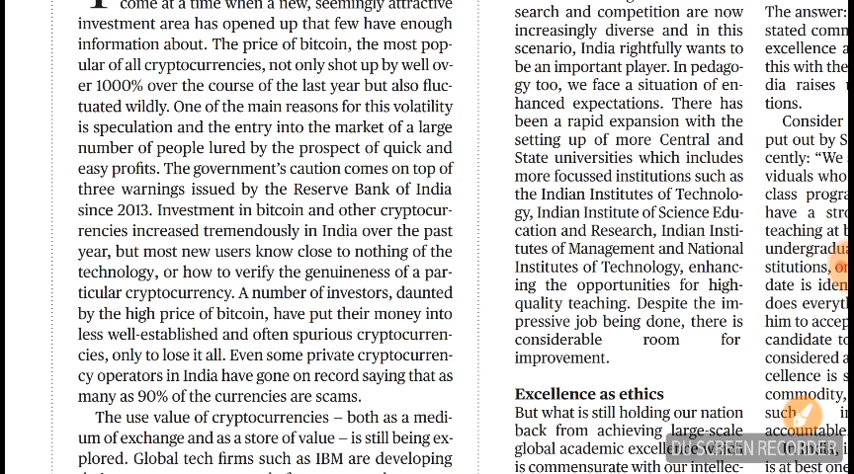 come at a time when a new, seemingly attractive
investment area has opened up that few have enough
information about. The price of bitcoin, the most pop-
ular of all cryptocurrencies, not only shot up by well ov-
er 1000% over the course of the last year but also fluc-
tuated wildly. One of the main reasons for this volatility
is speculation and the entry into the market of a large
number of people lured by the prospect of quick and
easy profits. The government's caution comes on top of
three warnings issued by the Reserve Bank of India
since 2013. Investment in bitcoin and other cryptocur-
rencies increased tremendously in India over the past
year, but most new users know close to nothing of the
technology, or how to verify the genuineness of a par-
ticular cryptocurrency. A number of investors, daunted
by the high price of bitcoin, have put their money into
less well-established and often spurious cryptocurren-
cies, only to lose it all. Even some private cryptocurren-
cy operators in India have gone on record saying that as
many as 90% of the currencies are scams.
The use value of cryptocurrencies – both as a medi-
um of exchange and as a store of value – is still being ex-
plored. Global tech firms such as IBM are developing
search and competition are now
increasingly diverse and in this
scenario, India rightfully wants to
be an important player. In pedago-
gy too, we face a situation of en-
hanced expectations. There has
been a rapid expansion with the
setting up of more Central and
State universities which includes
more focussed institutions such as
the Indian Institutes of Technolo-
gy, Indian Institute of Science Edu-
cation and Research, Indian Insti-
tutes of Management and National
Institutes of Technology, enhanc-
ing the opportunities for high-
quality teaching. Despite the im-
pressive job being done, there is
considerable room for
improvement.
Excellence as ethics
But what is still holding our nation
back from achieving large-scale
global academic excellence which
is commensurate with our intellec-
The answer:
stated com
excellence a
this with the
dia raises
tions.
Consider
put out by S
cently: “We
viduals who
class progra
have a str
teaching at b
undergradu
stitutions, or
date is iden
does everyt
him to accep
candidate to
considered a
cellence is s
commodity,
such
accountable
is at best one
DU SCREEN RECORDER